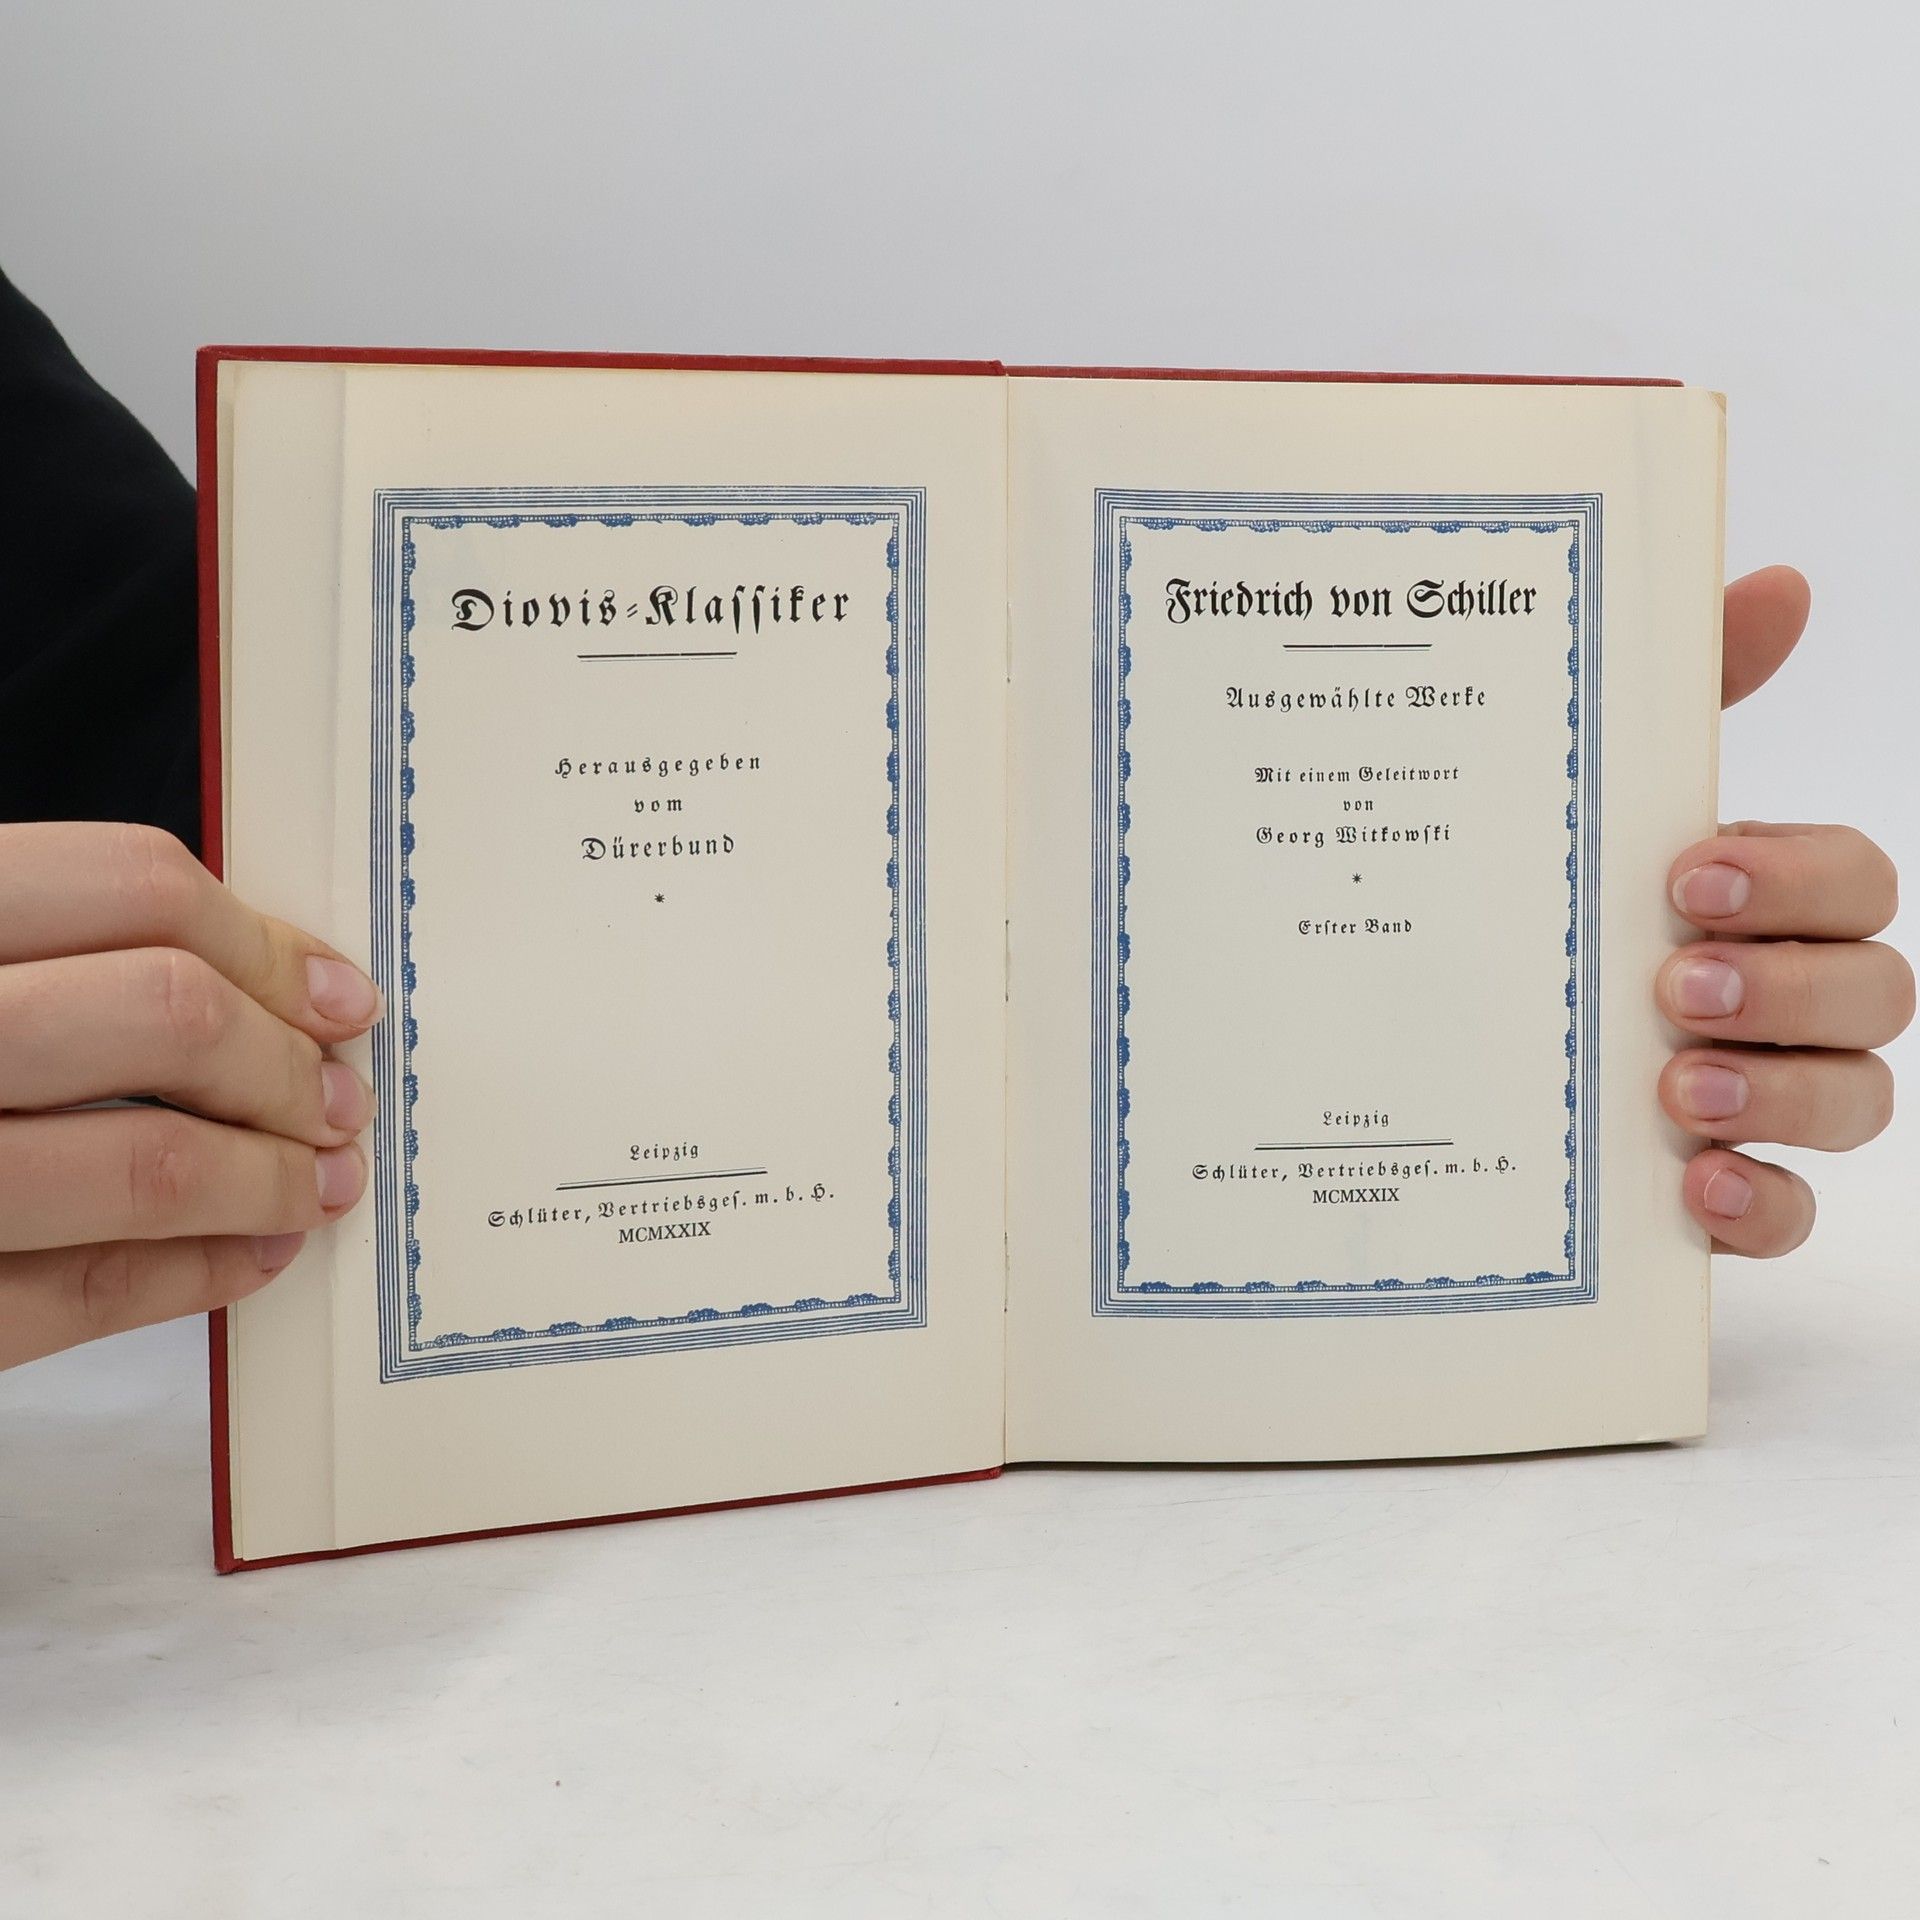 Diovis-Klaſſiker
Herausgegeben
vom
Dürerbund
*
Leipzig
Schlüter, Vertriebsgeſ. m. b. H.
MCMXXIX
Friedrich von Schiller
Ausgewählte Werke
Mit einem Geleitwort
von
Georg Witkowſki
*
Erſter Band
Leipzig
Schlüter, Vertriebsgeſ. m. b. H.
MCMXXIX